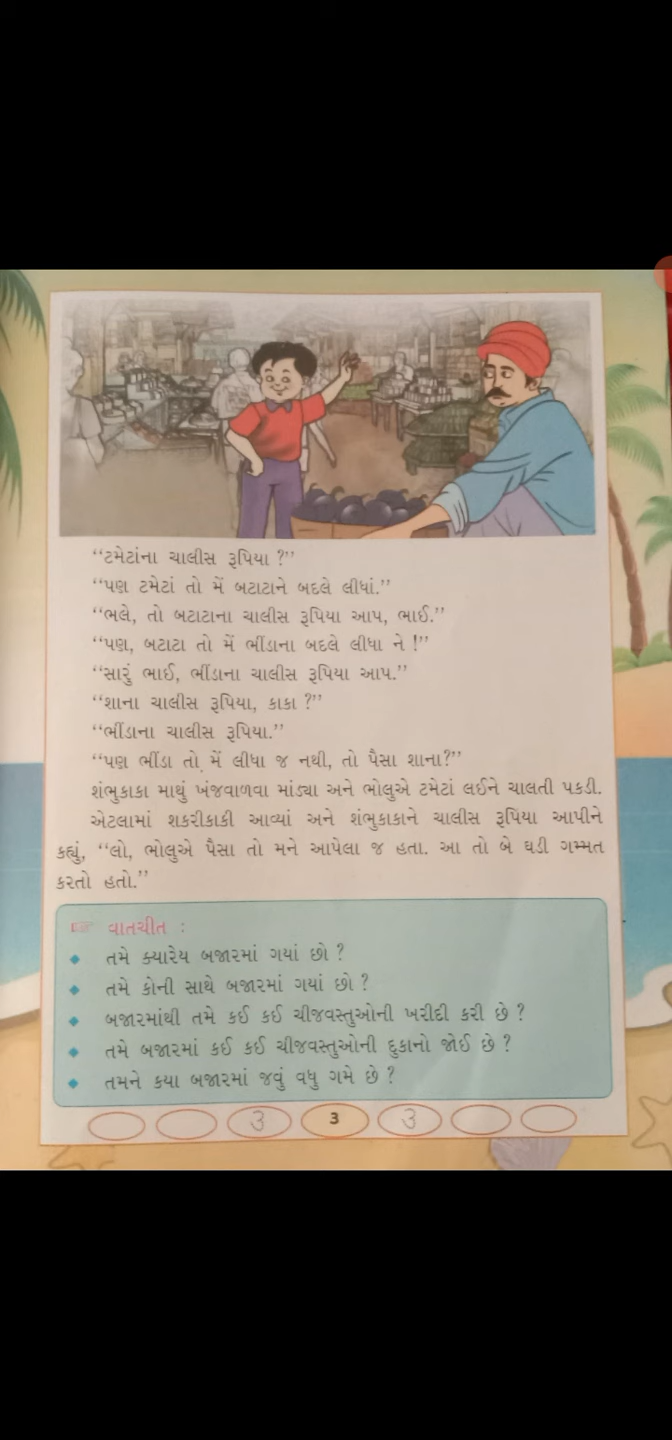 “ટમેટાંના ચાલીસ રૂપિયા ?”
“પણ ટમેટાં તો મેં બટાટાને બદલે લીધાં.”
“ભલે, તો બટાટાના ચાલીસ રૂપિયા આપ, ભાઈ.”
“પણ, બટાટા તો મેં ભીંડાના બદલે લીધા ને !”
“સારું ભાઈ, ભીંડાના ચાલીસ રૂપિયા આપ.”
“શાના ચાલીસ રૂપિયા, કાકા ?”
“ભીંડાના ચાલીસ રૂપિયા.”
“પણ ભીંડા તો મેં લીધા જ નથી, તો પૈસા શાના?”
શંભુકાકા માથું ખંજવાળવા માંડ્યા અને ભોલુએ ટમેટાં લઈને ચાલતી પકડી.
એટલામાં શકરીકાકી આવ્યાં અને શંભુકાકાને ચાલીસ રૂપિયા આપીને
કહ્યું, “લો, ભોલુએ પૈસા તો મને આપેલા જ હતા. આ તો બે ઘડી ગમ્મત
કરતો હતો.”
વાતચીત :
તમે ક્યારેય બજારમાં ગયાં છો ?
તમે કોની સાથે બજારમાં ગયાં છો ?
બજારમાંથી તમે કઈ કઈ ચીજવસ્તુઓની ખરીદી કરી છે ?
તમે બજારમાં કઈ કઈ ચીજવસ્તુઓની દુકાનો જોઈ છે ?
તમને કયા બજારમાં જવું વધુ ગમે છે ?
3 3 3